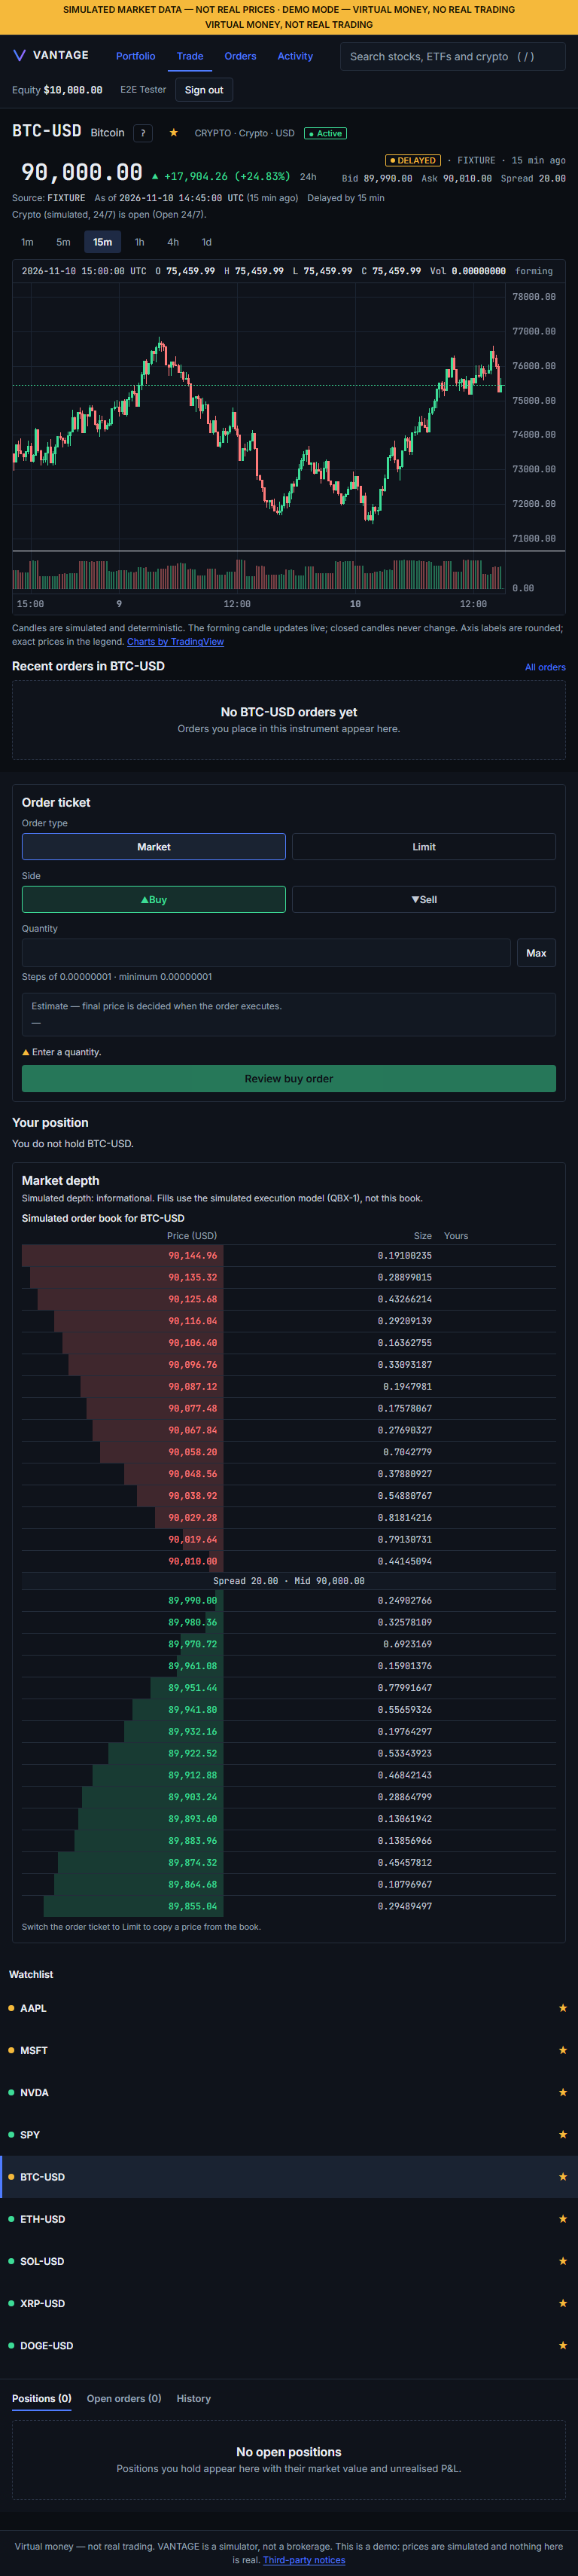 SIMULATED MARKET DATA — NOT REAL PRICES · DEMO MODE — VIRTUAL MONEY, NO REAL TRADING
VIRTUAL MONEY, NOT REAL TRADING
VANTAGE Portfolio Trade Orders Activity Search stocks, ETFs and crypto ( / )
Equity $10,000.00 E2E Tester Sign out
BTC-USD Bitcoin ? ★ CRYPTO · Crypto · USD ● Active
90,000.00 ▲ +17,904.26 (+24.83%) 24h
● DELAYED · FIXTURE · 15 min ago
Bid 89,990.00 Ask 90,010.00 Spread 20.00
Source: FIXTURE As of 2026-11-10 14:45:00 UTC (15 min ago) Delayed by 15 min
Crypto (simulated, 24/7) is open (Open 24/7).
1m 5m 15m 1h 4h 1d
2026-11-10 15:00:00 UTC O 75,459.99 H 75,459.99 L 75,459.99 C 75,459.99 Vol 0.00000000 forming
78000.00
77000.00
76000.00
75000.00
74000.00
73000.00
72000.00
71000.00
0.00
15:00 9 12:00 10 12:00
Candles are simulated and deterministic. The forming candle updates live; closed candles never change. Axis labels are rounded;
exact prices in the legend. Charts by TradingView
Recent orders in BTC-USD All orders
No BTC-USD orders yet
Orders you place in this instrument appear here.
Order ticket
Order type
Market Limit
Side
▲Buy ▼Sell
Quantity
Max
Steps of 0.00000001 · minimum 0.00000001
Estimate — final price is decided when the order executes.
—
▲ Enter a quantity.
Review buy order
Your position
You do not hold BTC-USD.
Market depth
Simulated depth: informational. Fills use the simulated execution model (QBX-1), not this book.
Simulated order book for BTC-USD
Price (USD) Size Yours
90,144.96 0.19100235
90,135.32 0.28899015
90,125.68 0.43266214
90,116.04 0.29209139
90,106.40 0.16362755
90,096.76 0.33093187
90,087.12 0.1947981
90,077.48 0.17578067
90,067.84 0.27690327
90,058.20 0.7042779
90,048.56 0.37880927
90,038.92 0.54880767
90,029.28 0.81814216
90,019.64 0.79130731
90,010.00 0.44145094
Spread 20.00 · Mid 90,000.00
89,990.00 0.24902766
89,980.36 0.32578109
89,970.72 0.6923169
89,961.08 0.15901376
89,951.44 0.77991647
89,941.80 0.55659326
89,932.16 0.19764297
89,922.52 0.53343923
89,912.88 0.46842143
89,903.24 0.28864799
89,893.60 0.13061942
89,883.96 0.13856966
89,874.32 0.45457812
89,864.68 0.10796967
89,855.04 0.29489497
Switch the order ticket to Limit to copy a price from the book.
Watchlist
AAPL ★
MSFT ★
NVDA ★
SPY ★
BTC-USD ★
ETH-USD ★
SOL-USD ★
XRP-USD ★
DOGE-USD ★
Positions (0) Open orders (0) History
No open positions
Positions you hold appear here with their market value and unrealised P&L.
Virtual money — not real trading. VANTAGE is a simulator, not a brokerage. This is a demo: prices are simulated and nothing here
is real. Third-party notices